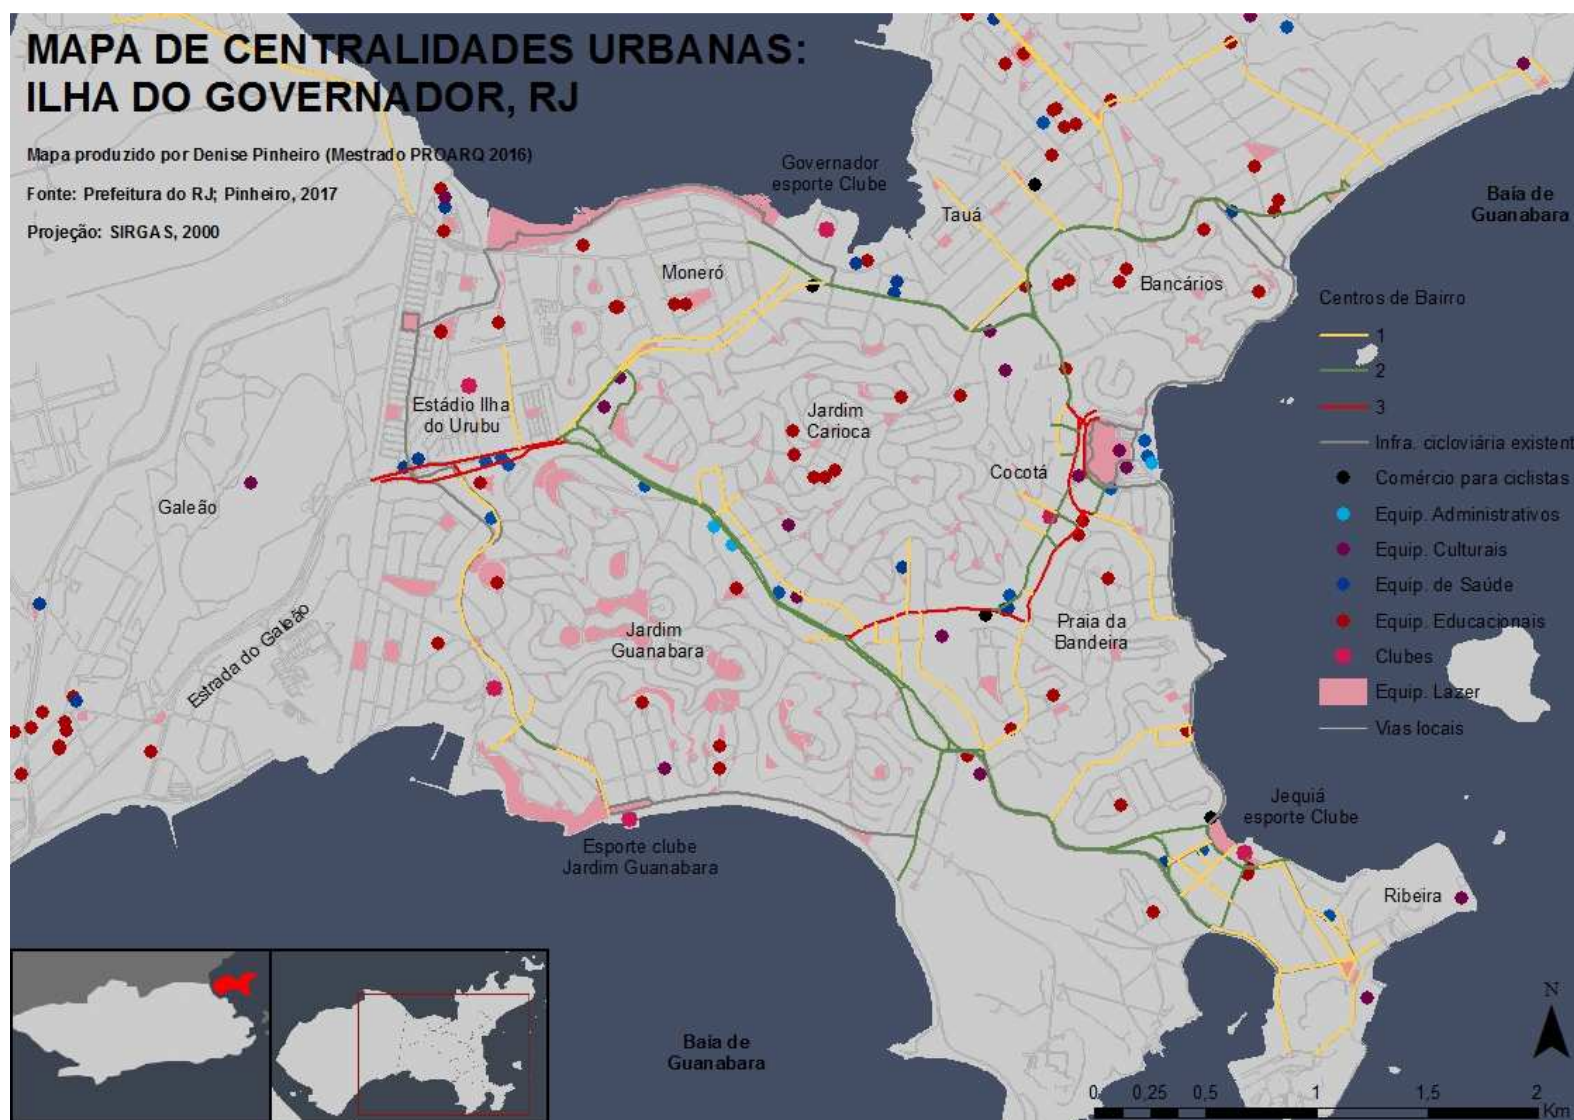 MAPA DE CENTRALIDADES URBANAS:
ILHA DO GOVERNADOR, RJ
Mapa produzido por Denise Pinheiro (Mestrado PROARQ 2016)
Fonte: Prefeitura do RJ; Pinheiro, 2017
Projeção: SIRGAS, 2000
Governador
esporte Clube
Tauá
Baía de
Guanabara
Moneró
Bancários
Estádio Ilha
do Urubu
Jardim
Carioca
Cocotá
Galeão
Estrada do Galeão
Jardim
Guanabara
Praia da
Bandeira
Esporte clube
Jardim Guanabara
Jequiá
esporte Clube
Ribeira
Baía de
Guanabara
Centros de Bairro
1
2
3
Infra. cicloviária existent
Comércio para ciclistas
Equip. Administrativos
Equip. Culturais
Equip. de Saúde
Equip. Educacionais
Clubes
Equip. Lazer
Vias locais
N
0 0,25 0,5 1 1,5 2
Km